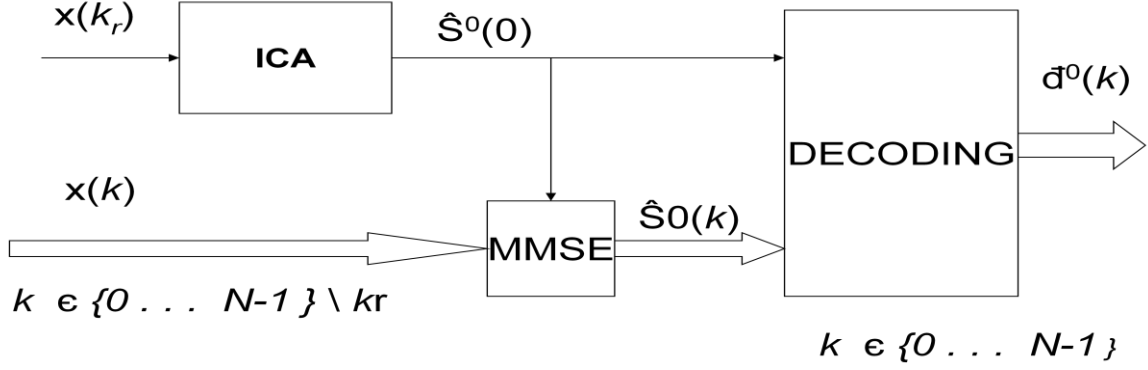 x(kᵣ)
ICA
Ŝ⁰(0)
đ⁰(k)
DECODING
x(k)
MMSE
Ŝ0(k)
k є {0 . . . N-1 } \ kr
k є {0 . . . N-1 }